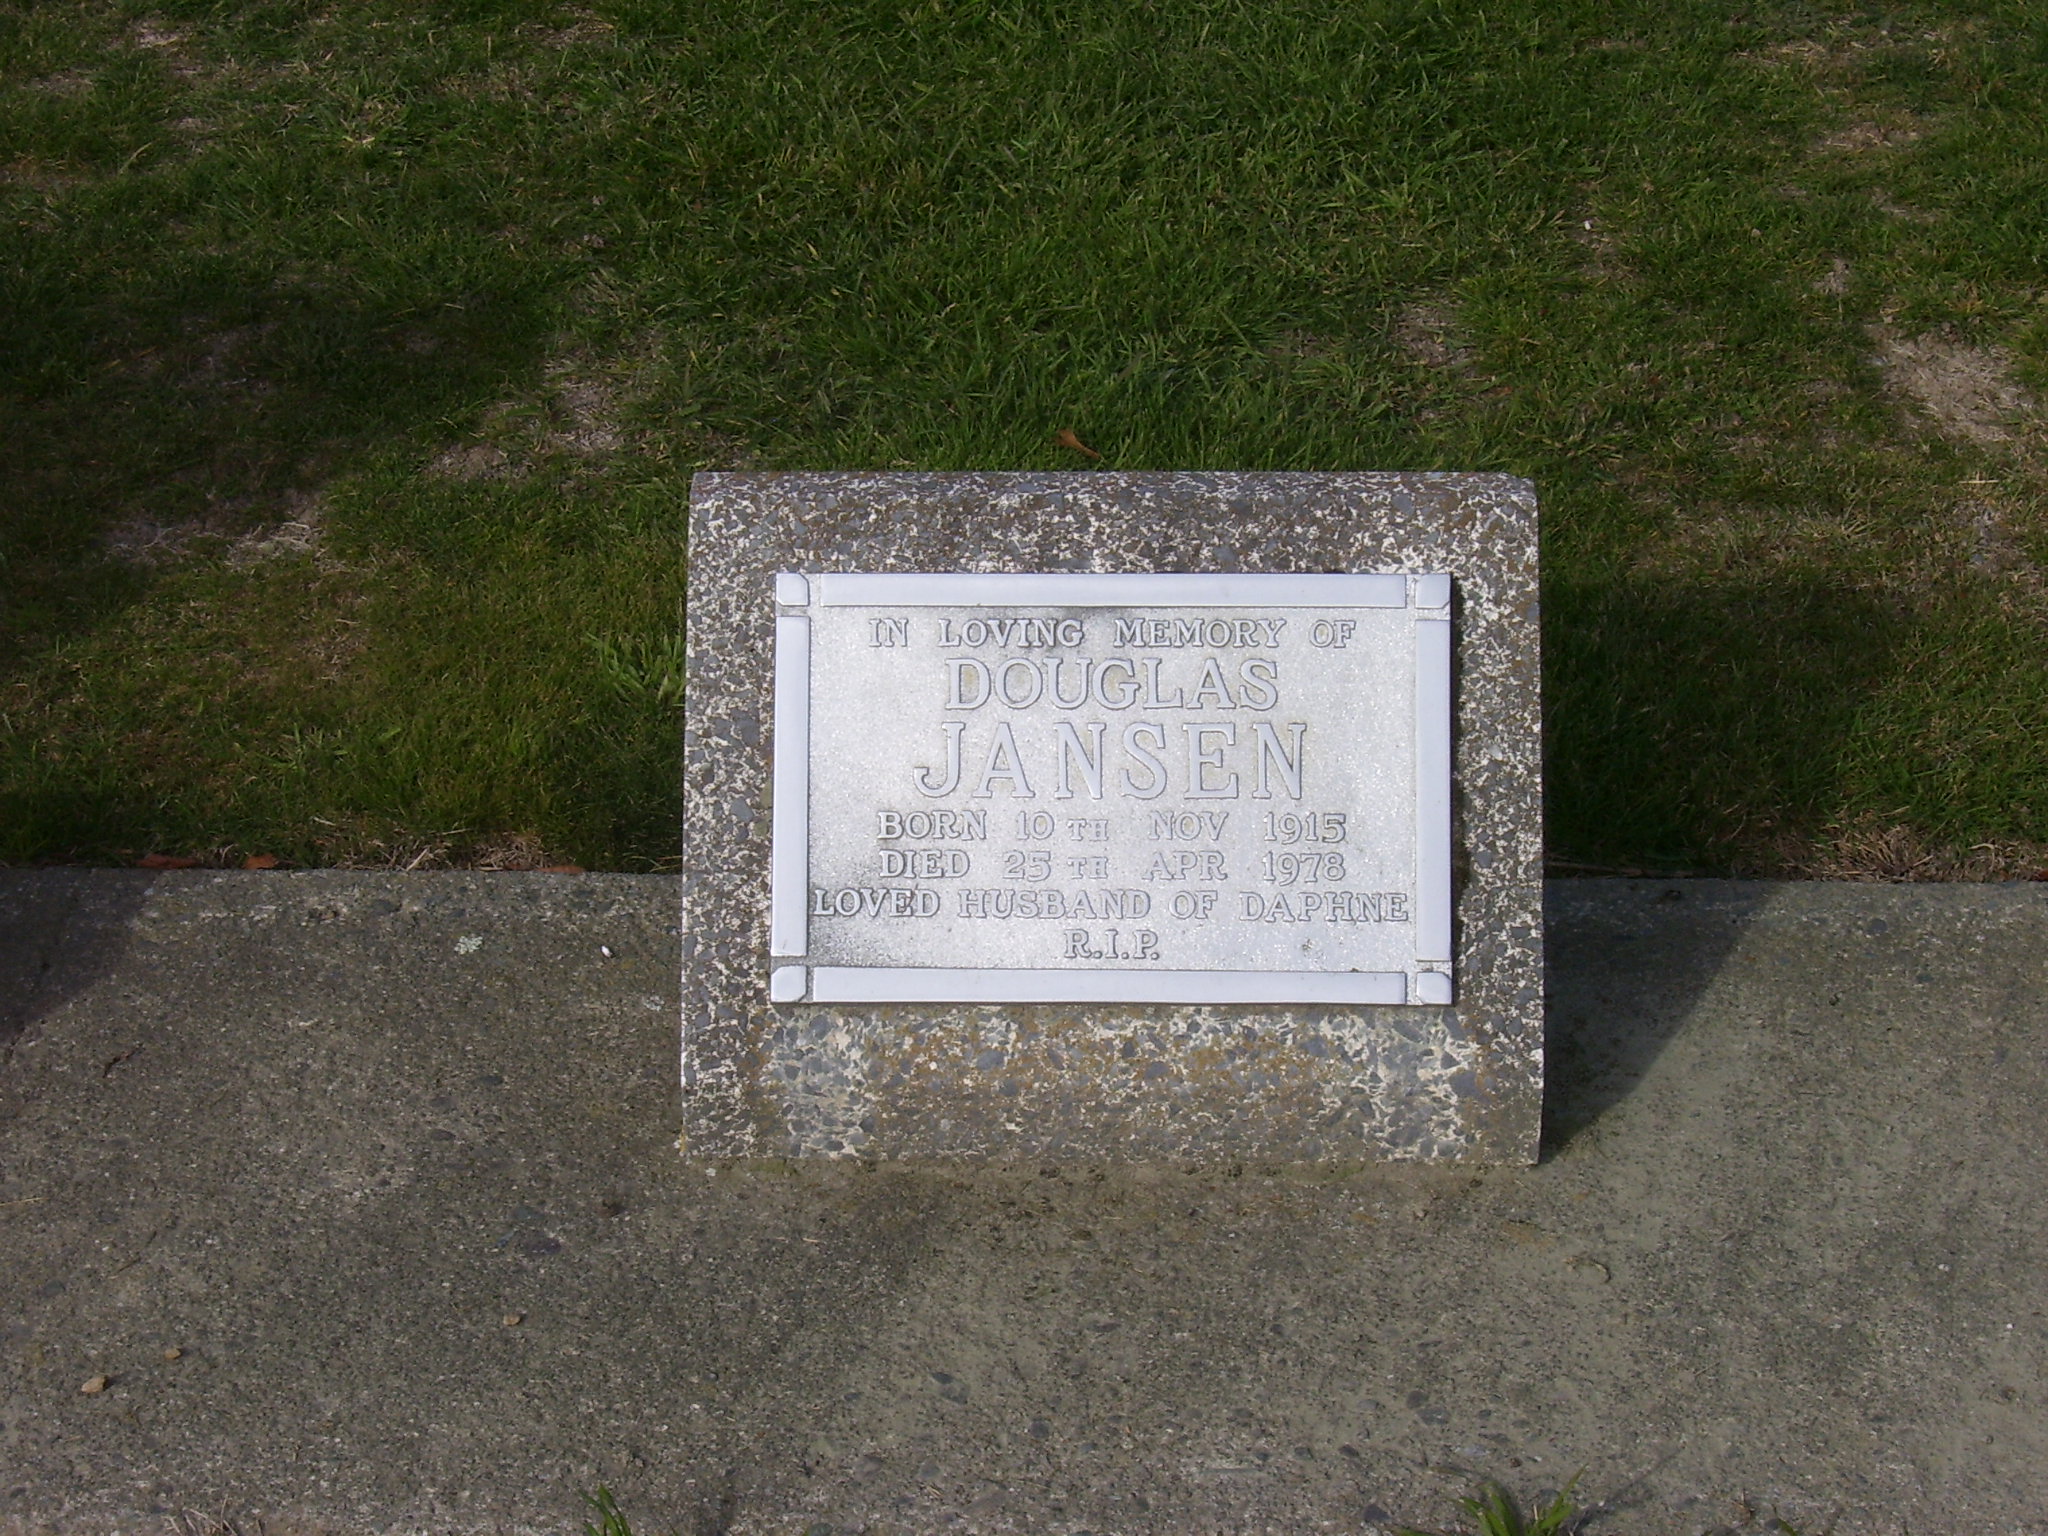 IN LOVING MEMORY OF
DOUGLAS
JANSEN
BORN 10TH NOV 1915
DIED 25TH APR 1978
LOVED HUSBAND OF DAPHNE
R.I.P.